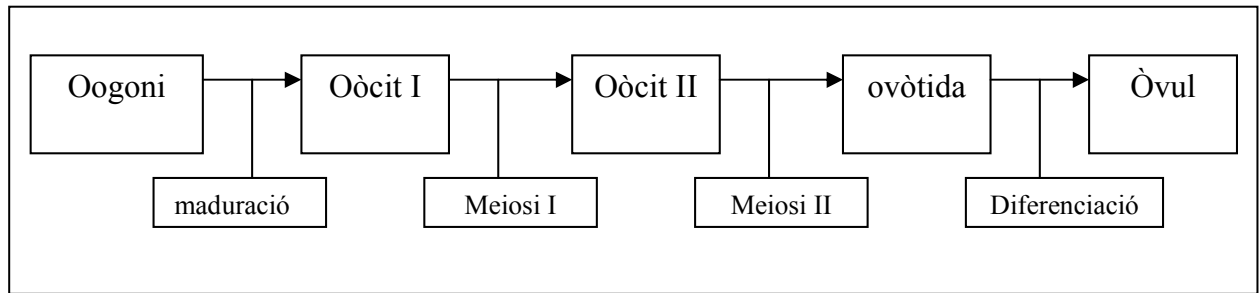 Oogoni
Oòcit I
Oòcit II
ovòtida
Òvul
maduració
Meiosi I
Meiosi II
Diferenciació